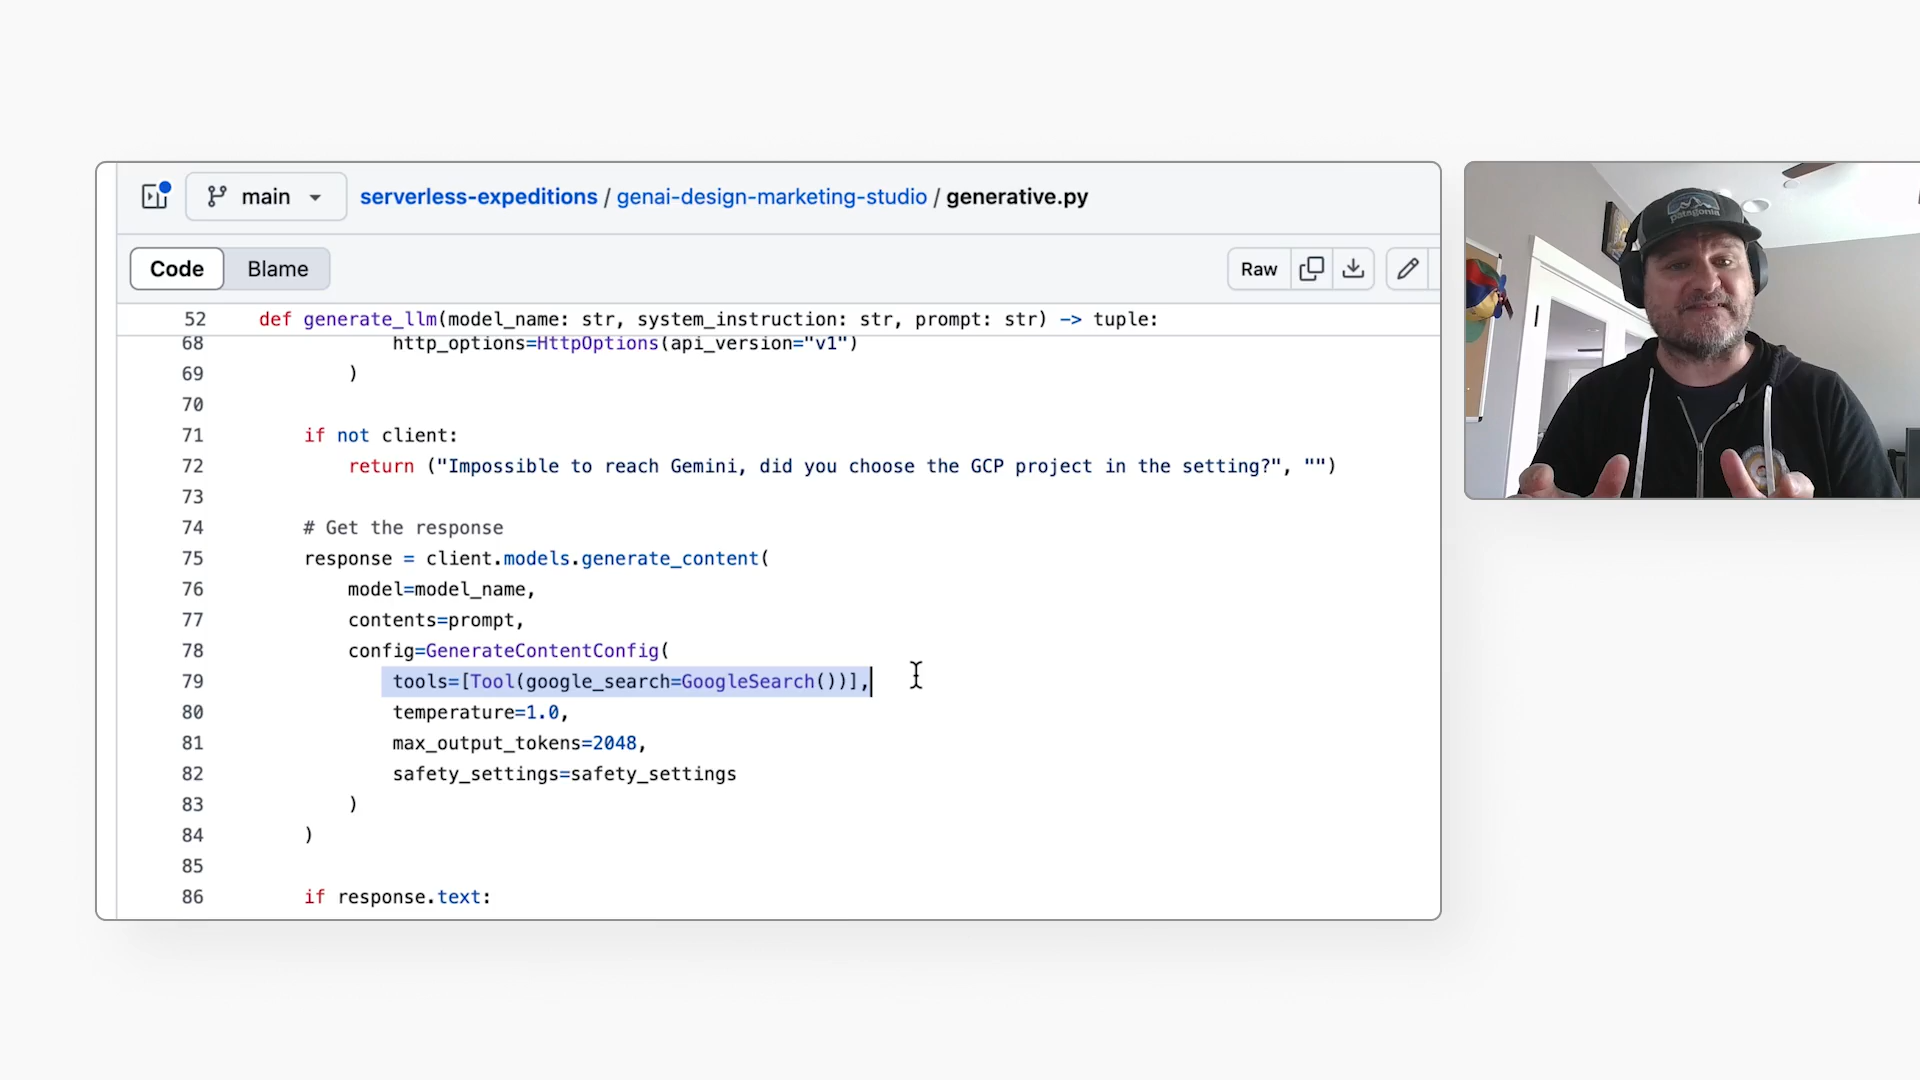 main
serverless-expeditions / genai-design-marketing-studio / generative.py
Code Blame Raw
52 def generate_llm(model_name: str, system_instruction: str, prompt: str) -> tuple:
68 http_options=HttpOptions(api_version="v1")
69 )
70
71 if not client:
72 return ("Impossible to reach Gemini, did you choose the GCP project in the setting?", "")
73
74 # Get the response
75 response = client.models.generate_content(
76 model=model_name,
77 contents=prompt,
78 config=GenerateContentConfig(
79 tools=[Tool(google_search=GoogleSearch())],
80 temperature=1.0,
81 max_output_tokens=2048,
82 safety_settings=safety_settings
83 )
84 )
85
86 if response.text:
patagonia